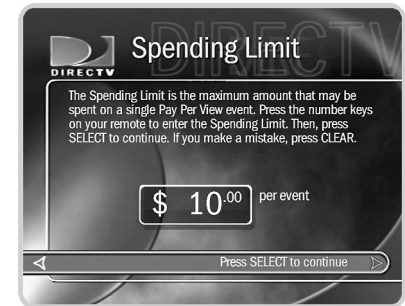 DIRECTV
DIRECTV
Spending Limit
The Spending Limit is the maximum amount that may be
spent on a single Pay Per View event. Press the number keys
on your remote to enter the Spending Limit. Then, press
SELECT to continue. If you make a mistake, press CLEAR.
$ 10.00 per event
Press SELECT to continue